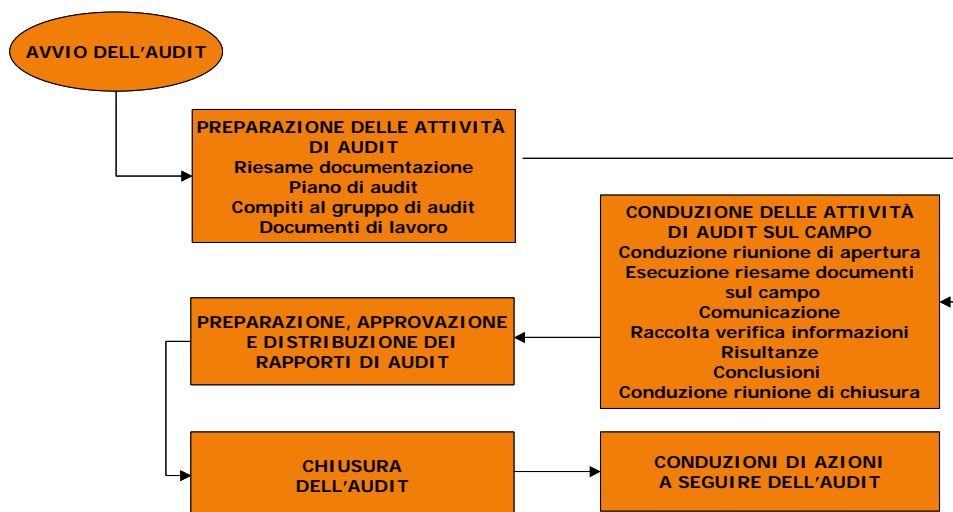 AVVIO DELL'AUDIT
PREPARAZIONE DELLE ATTIVITÀ
DI AUDIT
Riesame documentazione
Piano di audit
Compiti al gruppo di audit
Documenti di lavoro
CONDUZIONE DELLE ATTIVITÀ
DI AUDIT SUL CAMPO
Conduzione riunione di apertura
Esecuzione riesame documenti
sul campo
Comunicazione
Raccolta verifica informazioni
Risultanze
Conclusioni
Conduzione riunione di chiusura
PREPARAZIONE, APPROVAZIONE
E DISTRIBUZIONE DEI
RAPPORTI DI AUDIT
CHIUSURA
DELL'AUDIT
CONDUZIONI DI AZIONI
A SEGUIRE DELL'AUDIT